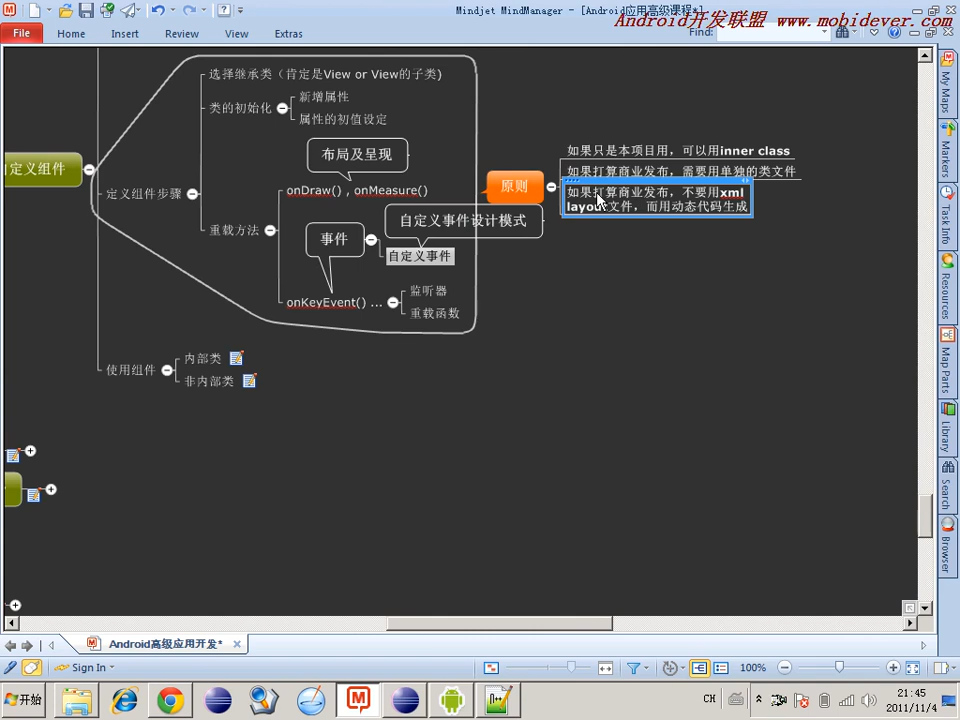 Mindjet MindManager - [Android应用高级课程*]
Android开发联盟 www.mobidever.com
File
Home
Insert
Review
View
Extras
Find:
选择继承类（肯定是View or View的子类)
类的初始化
新增属性
属性的初值设定
布局及呈现
自定义组件
定义组件步骤
onDraw() , onMeasure()
原则
如果只是本项目用，可以用inner class
如果打算商业发布，需要用单独的类文件
如果打算商业发布，不要用xml
layout文件，而用动态代码生成
自定义事件设计模式
重载方法
事件
自定义事件
onKeyEvent() ...
监听器
重载函数
使用组件
内部类
非内部类
My Maps
Markers
Task Info
Resources
Map Parts
Library
Search
Browser
Android高级应用开发*
Sign In
100%
开始
CH
21:45
2011/11/4